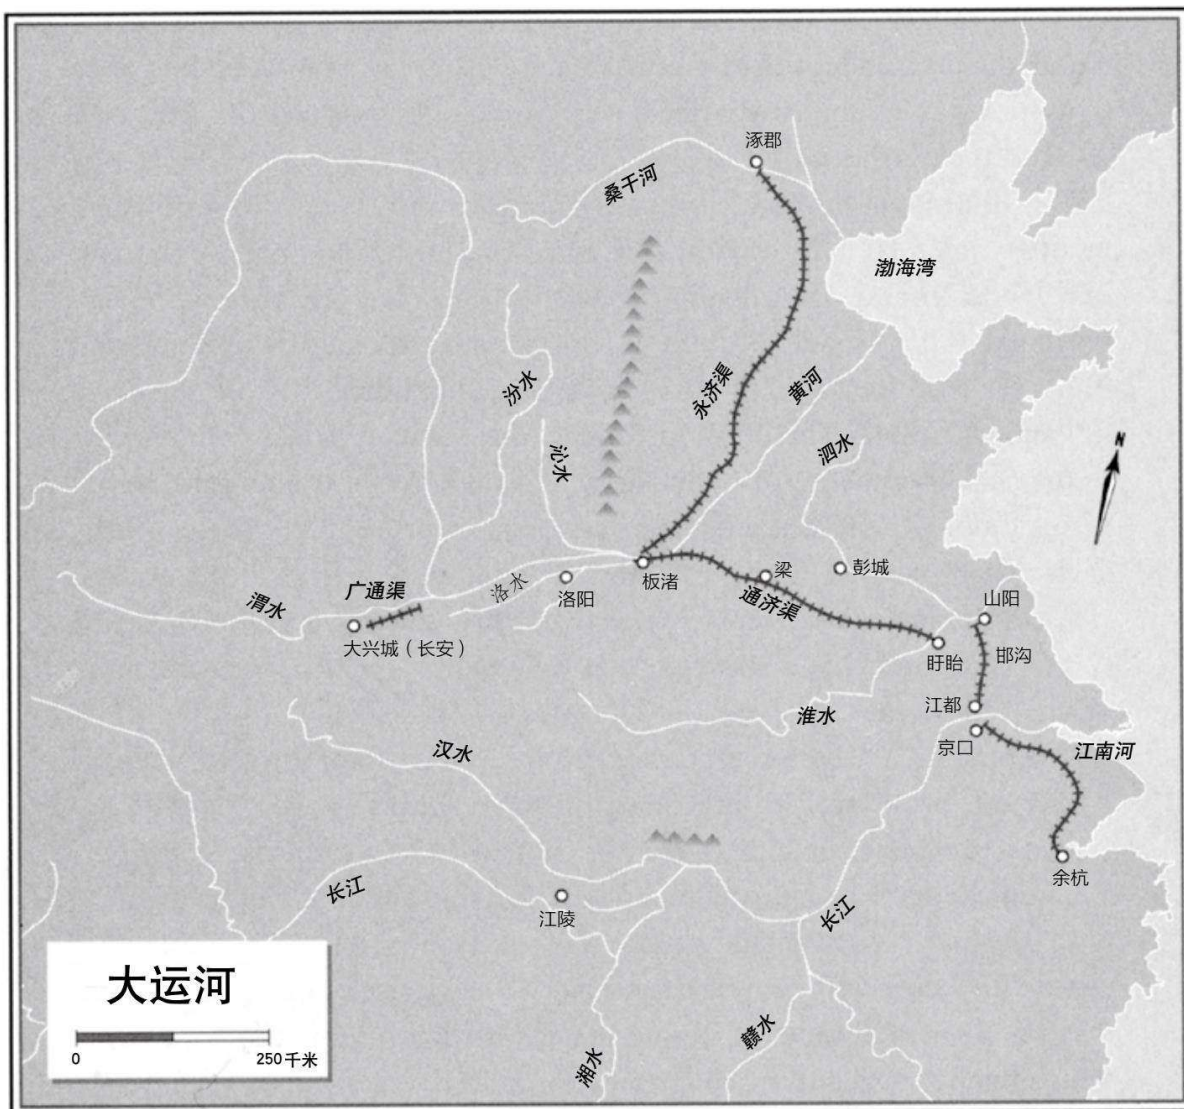 涿郡
桑干河
渤海湾
永济渠
黄河
汾水
泗水
沁水
N
板渚
梁
彭城
洛水
洛阳
广通渠
渭水
大兴城（长安）
通济渠
山阳
盱眙
邯沟
江都
淮水
京口
江南河
汉水
余杭
长江
江陵
长江
大运河
0
250千米
湘水
赣水